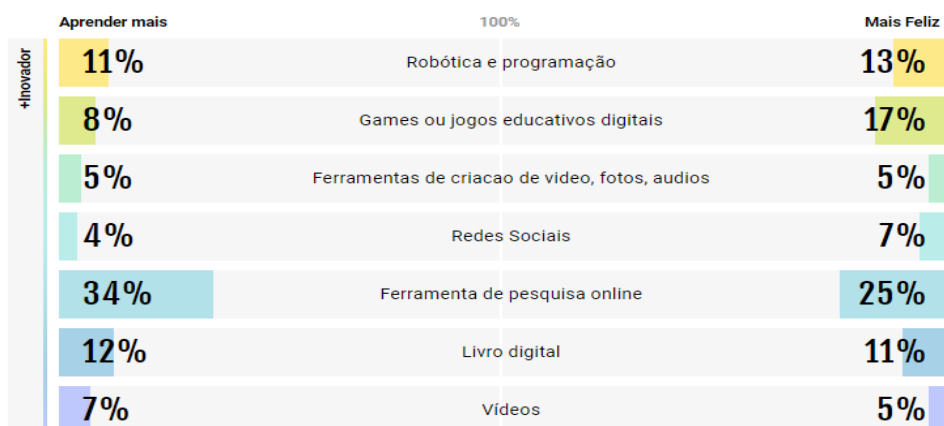 Aprender mais 100% Mais Feliz
+Inovador
11% Robótica e programação 13%
8% Games ou jogos educativos digitais 17%
5% Ferramentas de criacao de video, fotos, audios 5%
4% Redes Sociais 7%
34% Ferramenta de pesquisa online 25%
12% Livro digital 11%
7% Vídeos 5%